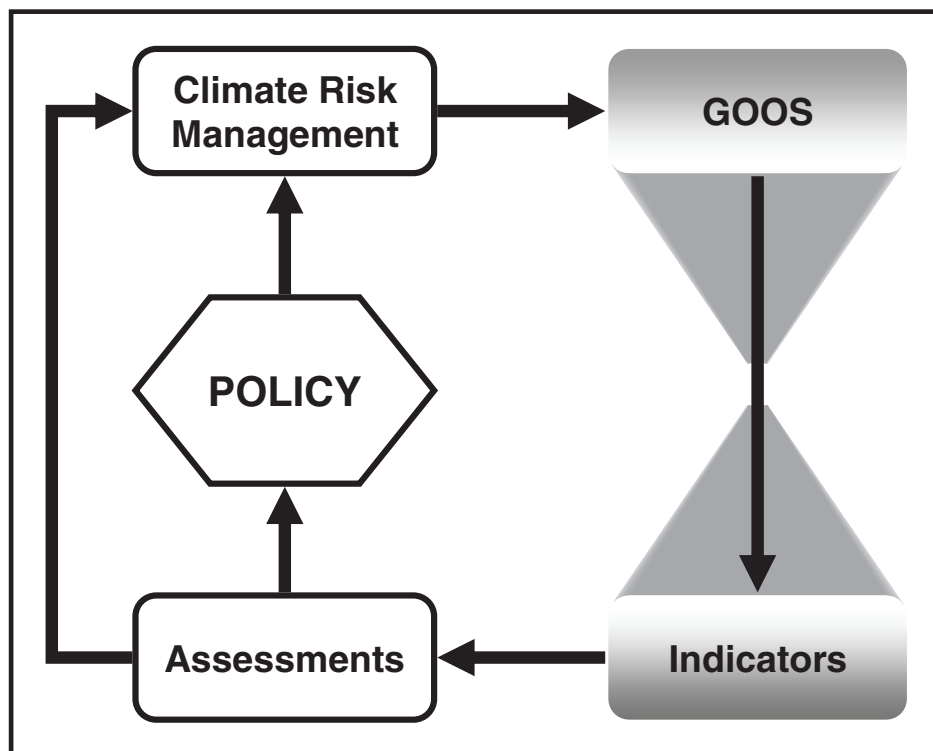 Climate Risk
Management
GOOS
POLICY
Assessments
Indicators